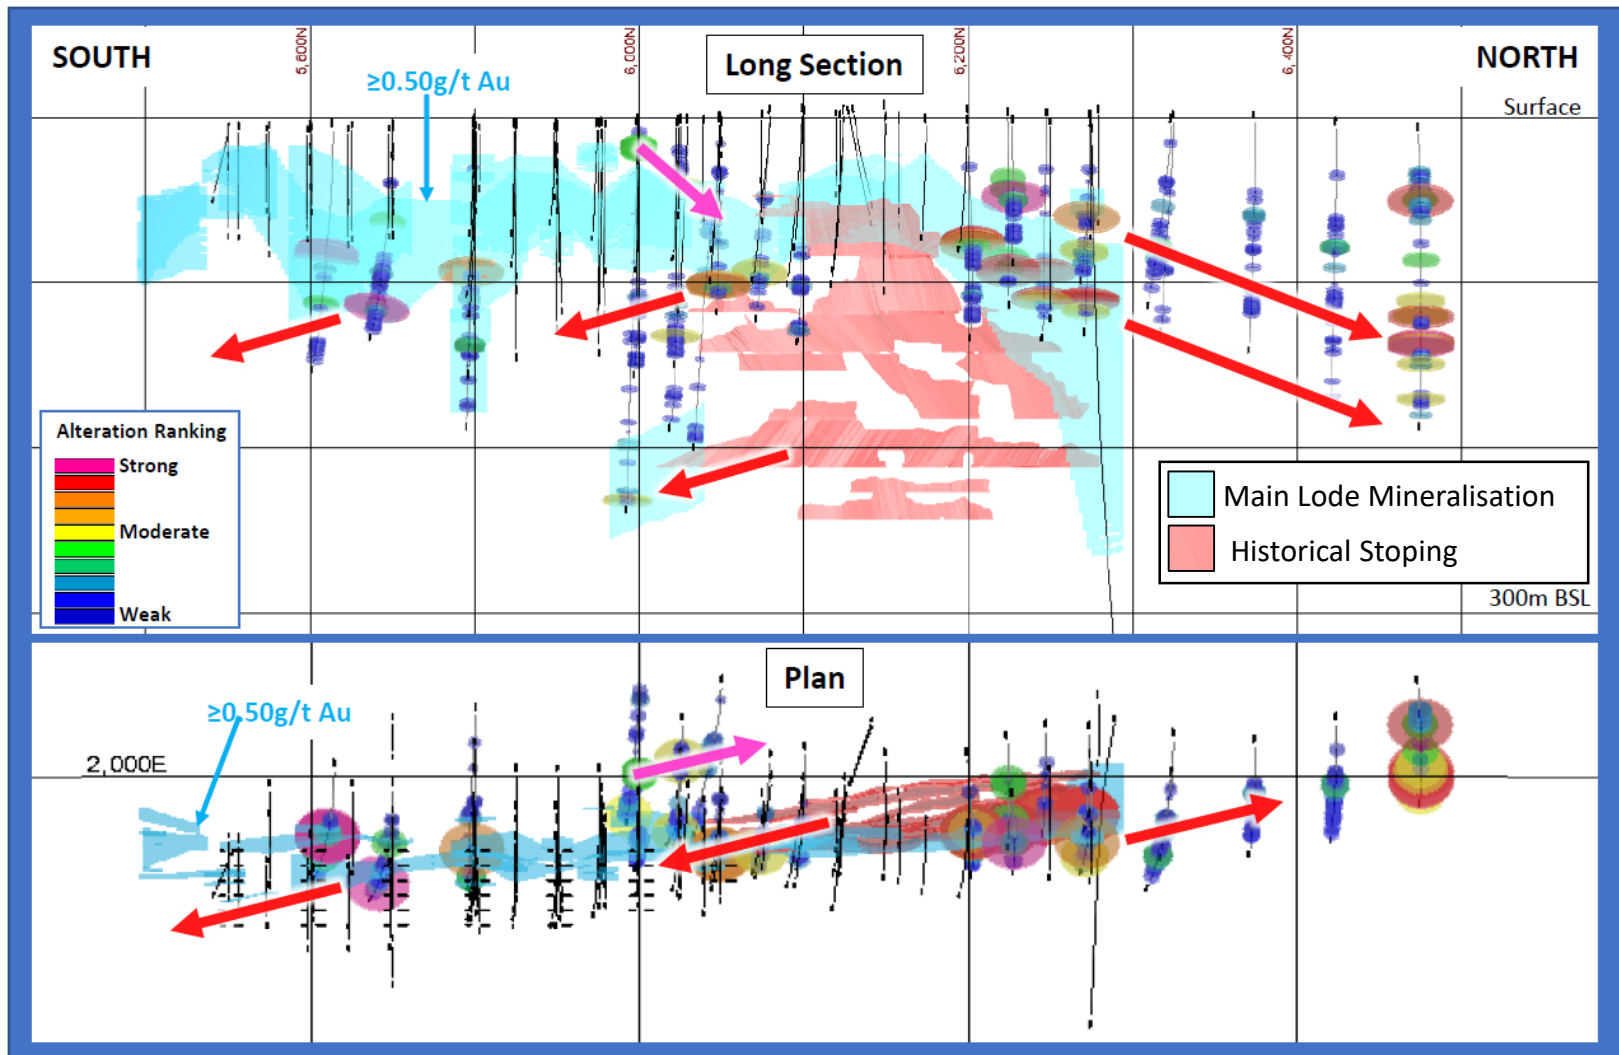 SOUTH
5,600N
6,000N
Long Section
6,200N
6,400N
NORTH
≥0.50g/t Au
Surface
Alteration Ranking
Strong
Moderate
Weak
Main Lode Mineralisation
Historical Stoping
300m BSL
Plan
≥0.50g/t Au
2,000E